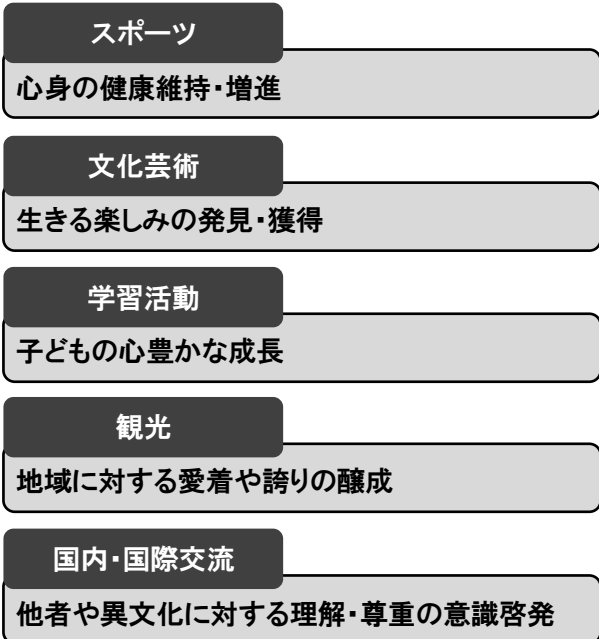 スポーツ
心身の健康維持・増進
文化芸術
生きる楽しみの発見・獲得
学習活動
子どもの心豊かな成長
観光
地域に対する愛着や誇りの醸成
国内・国際交流
他者や異文化に対する理解・尊重の意識啓発